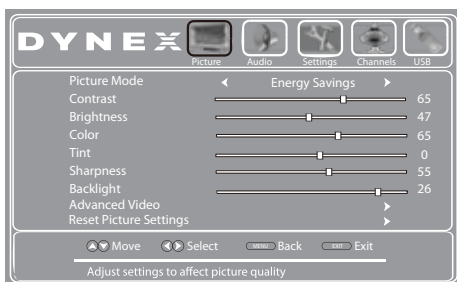 DYNEX
Picture Audio Settings Channels USB
Picture Mode Energy Savings
Contrast 65
Brightness 47
Color 65
Tint 0
Sharpness 55
Backlight 26
Advanced Video
Reset Picture Settings
Move Select MENU Back EXIT Exit
Adjust settings to affect picture quality